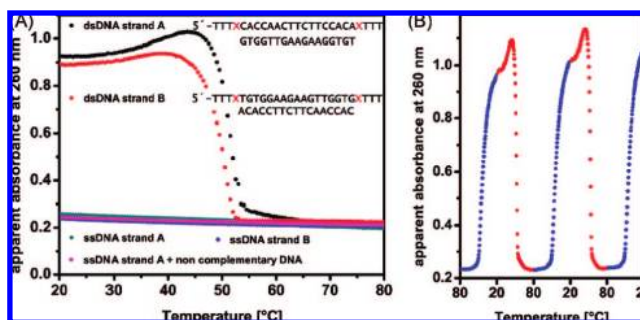 (A)
dsDNA strand A
5´-TTTXCACCAACTTCTTCCACAXTTT
GTGGTTGAAGAAGGTGT
dsDNA strand B
5´-TTTXTGTGGAAGAAGTTGGTGXTTT
ACACCTTCTTCAACCAC
ssDNA strand A
ssDNA strand B
ssDNA strand A + non complementary DNA
apparent absorbance at 260 nm
1.0
0.8
0.6
0.4
0.2
0.0
20 30 40 50 60 70 80
Temperature [°C]
(B)
apparent absorbance at 260 nm
1.2
1.0
0.8
0.6
0.4
0.2
80 20 80 20 80 2
Temperature [°C]